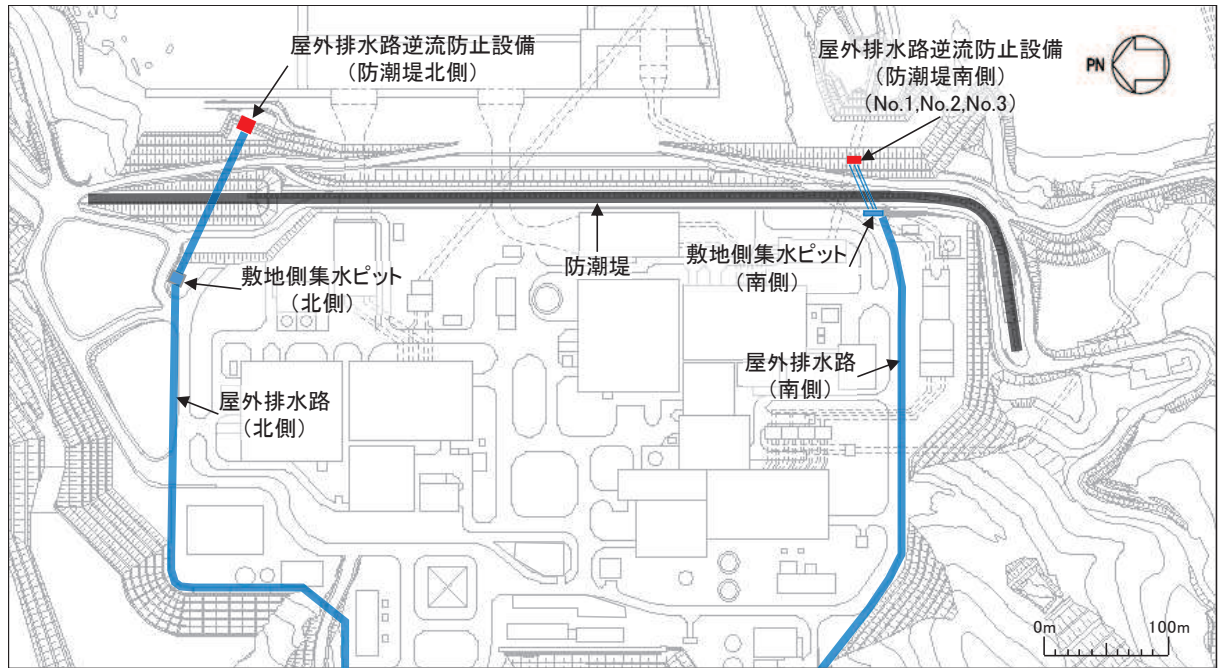 屋外排水路逆流防止設備
（防潮堤北側）
屋外排水路逆流防止設備
（防潮堤南側）
（No.1,No.2,No.3）
PN
防潮堤
敷地側集水ピット
（北側）
敷地側集水ピット
（南側）
屋外排水路
（北側）
屋外排水路
（南側）
0m 100m